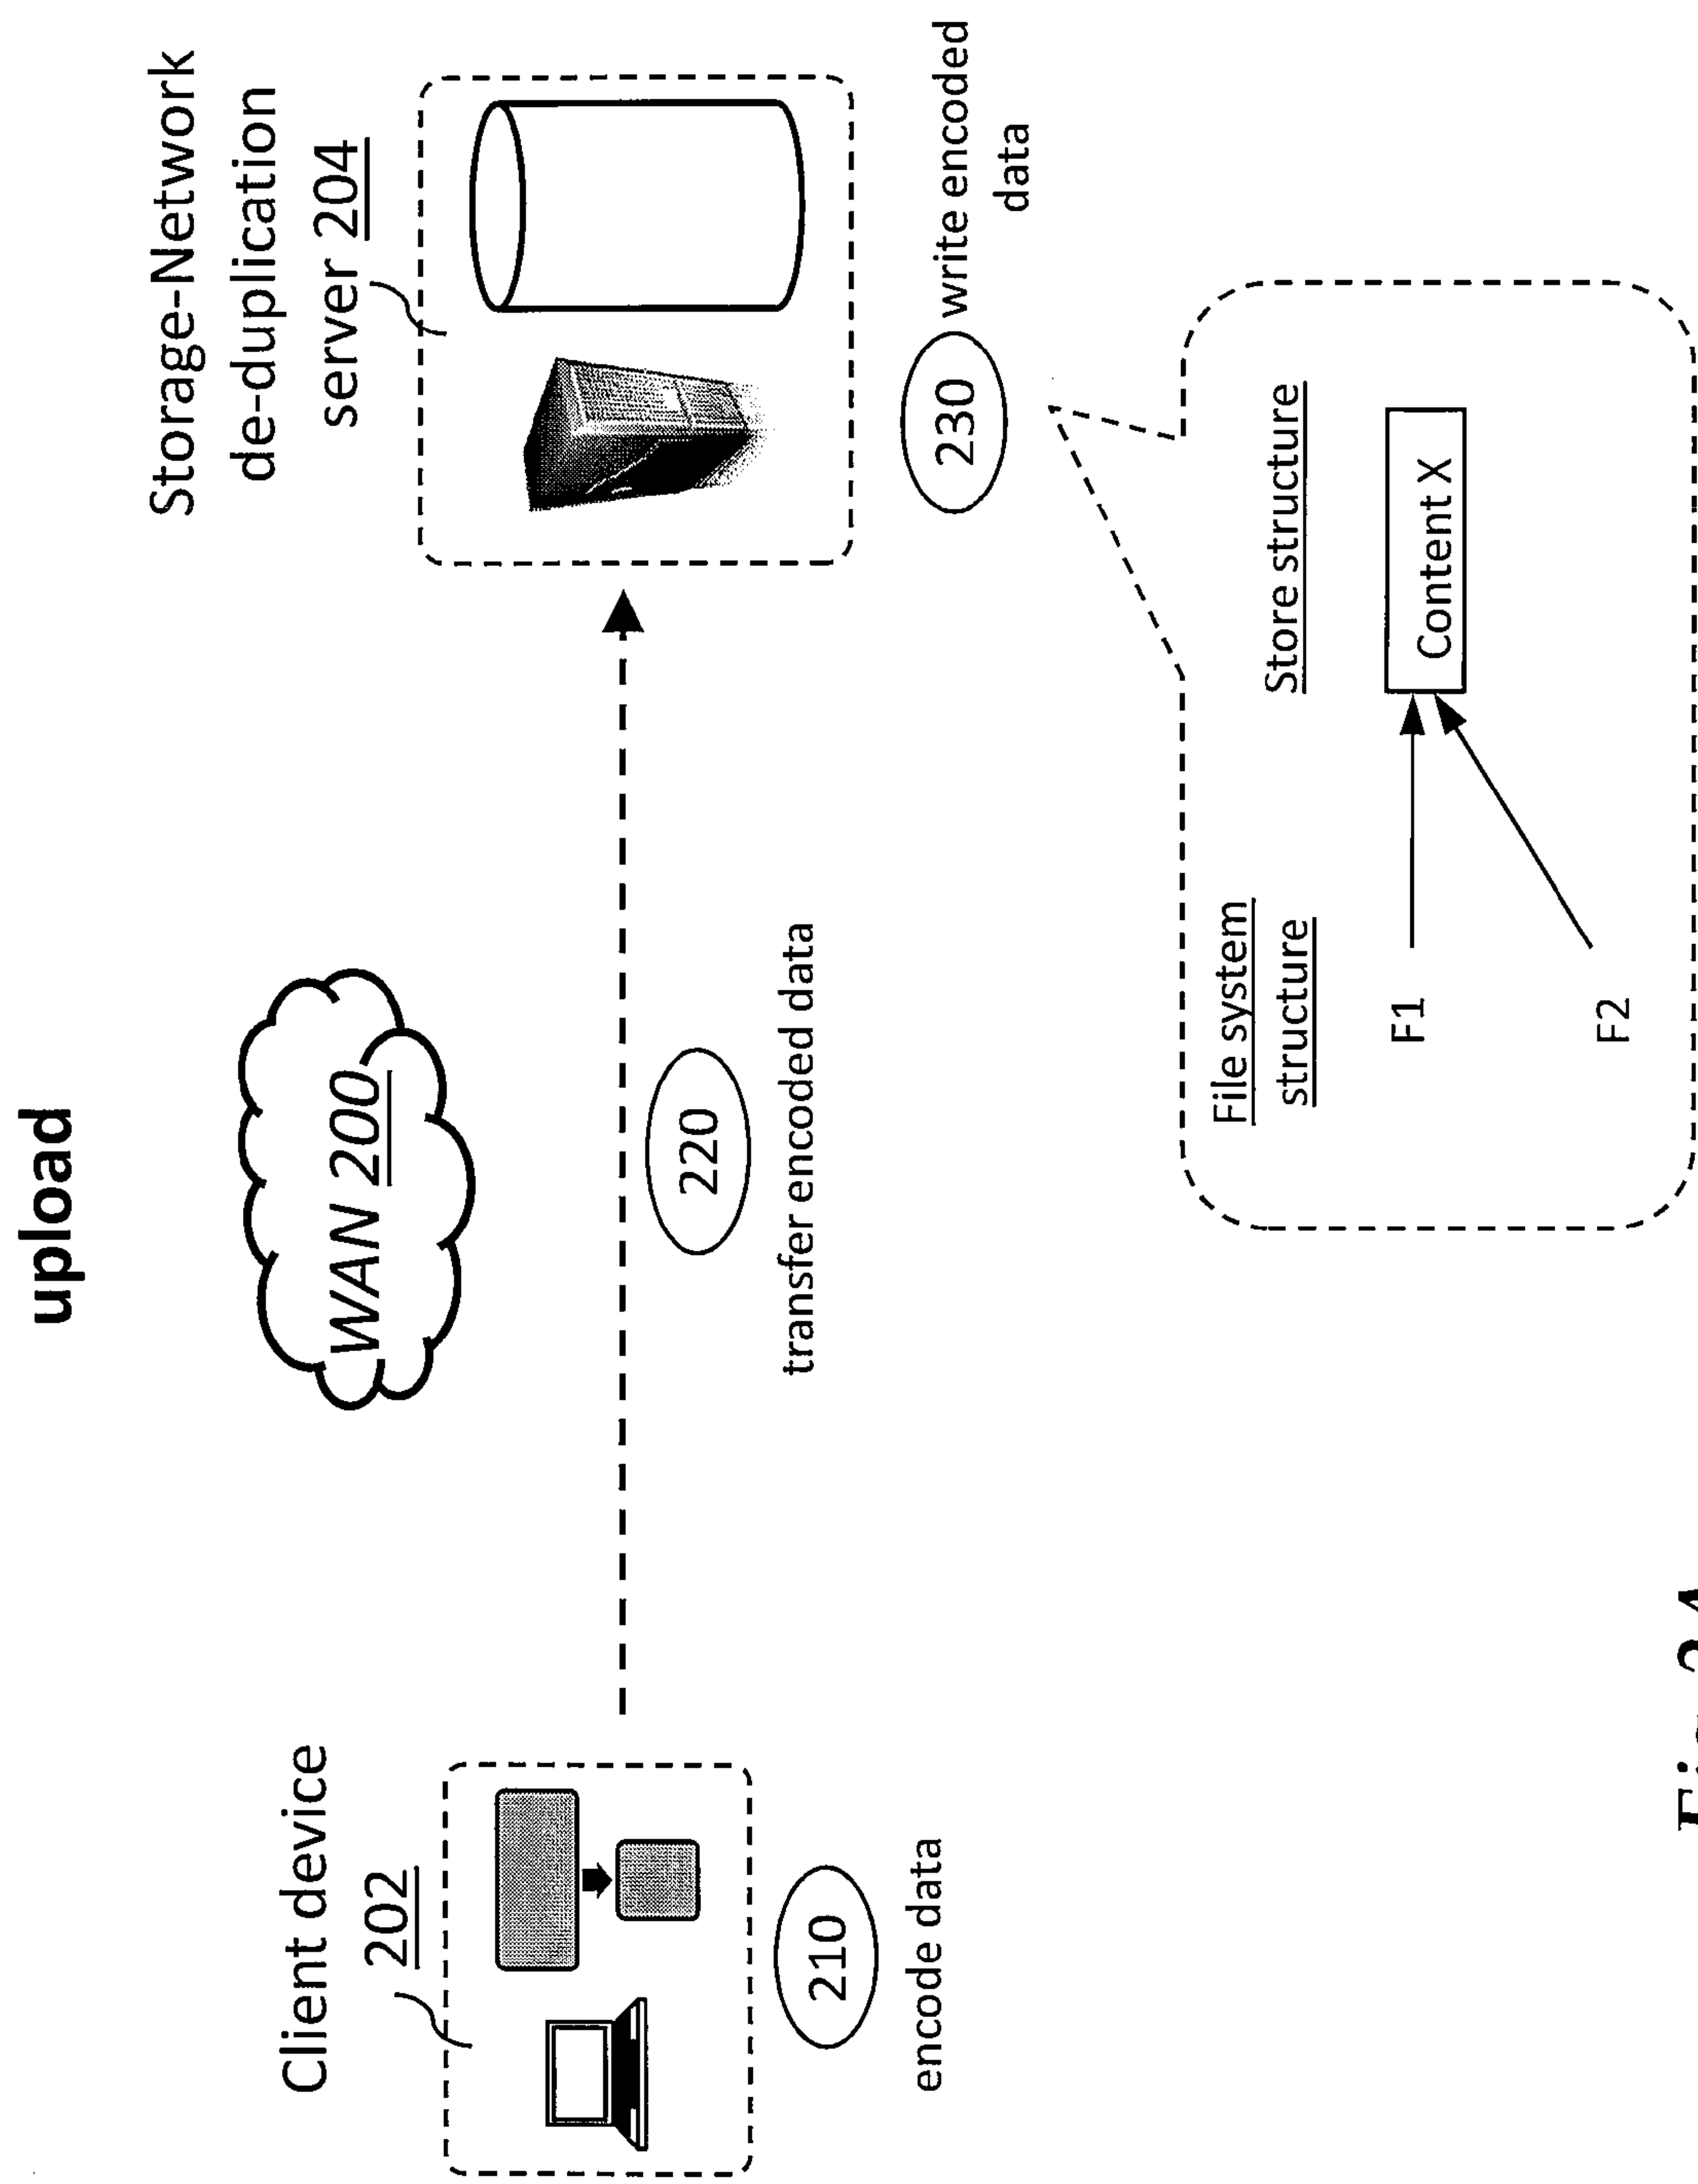 upload
Storage-Network
de-duplication
server 204
WAN 200
Client device
202
220
transfer encoded data
210
encode data
230 write encoded
data
File system
structure
Store structure
F1
Content X
F2